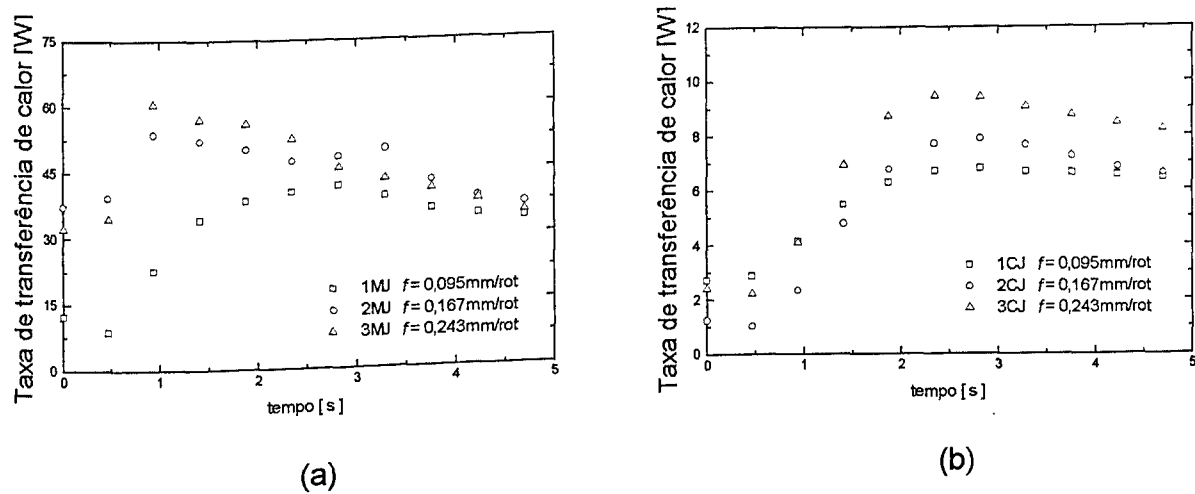 Taxa de transferência de calor [W]
75
60
45
30
15
0
0 1 2 3 4 5
tempo [ s ]
1MJ f = 0,095mm/rot
2MJ f = 0,167mm/rot
3MJ f = 0,243mm/rot
(a)
Taxa de transferência de calor [W]
12
10
8
6
4
2
0
0 1 2 3 4 5
tempo [ s ]
1CJ f = 0,095mm/rot
2CJ f = 0,167mm/rot
3CJ f = 0,243mm/rot
(b)